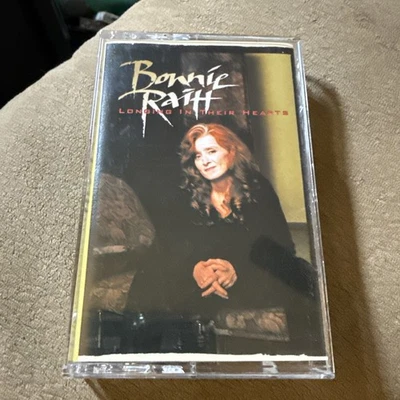 Bonnie
Raitt
LONGING IN THEIR HEARTS